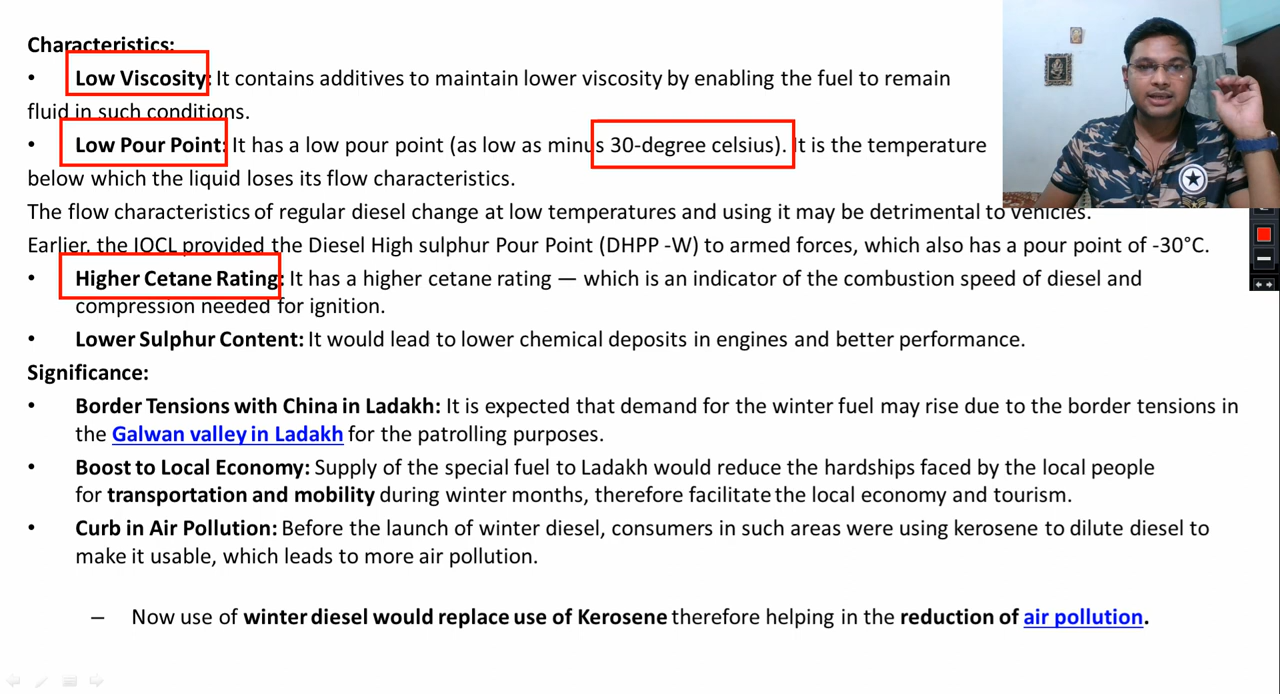 Characteristics:
• Low Viscosity: It contains additives to maintain lower viscosity by enabling the fuel to remain
fluid in such conditions.
• Low Pour Point: It has a low pour point (as low as minus 30-degree celsius). It is the temperature
below which the liquid loses its flow characteristics.
The flow characteristics of regular diesel change at low temperatures and using it may be detrimental to vehicles.
Earlier, the IOCL provided the Diesel High sulphur Pour Point (DHPP -W) to armed forces, which also has a pour point of -30°C.
• Higher Cetane Rating: It has a higher cetane rating — which is an indicator of the combustion speed of diesel and
compression needed for ignition.
• Lower Sulphur Content: It would lead to lower chemical deposits in engines and better performance.
Significance:
• Border Tensions with China in Ladakh: It is expected that demand for the winter fuel may rise due to the border tensions in
the Galwan valley in Ladakh for the patrolling purposes.
• Boost to Local Economy: Supply of the special fuel to Ladakh would reduce the hardships faced by the local people
for transportation and mobility during winter months, therefore facilitate the local economy and tourism.
• Curb in Air Pollution: Before the launch of winter diesel, consumers in such areas were using kerosene to dilute diesel to
make it usable, which leads to more air pollution.
– Now use of winter diesel would replace use of Kerosene therefore helping in the reduction of air pollution.